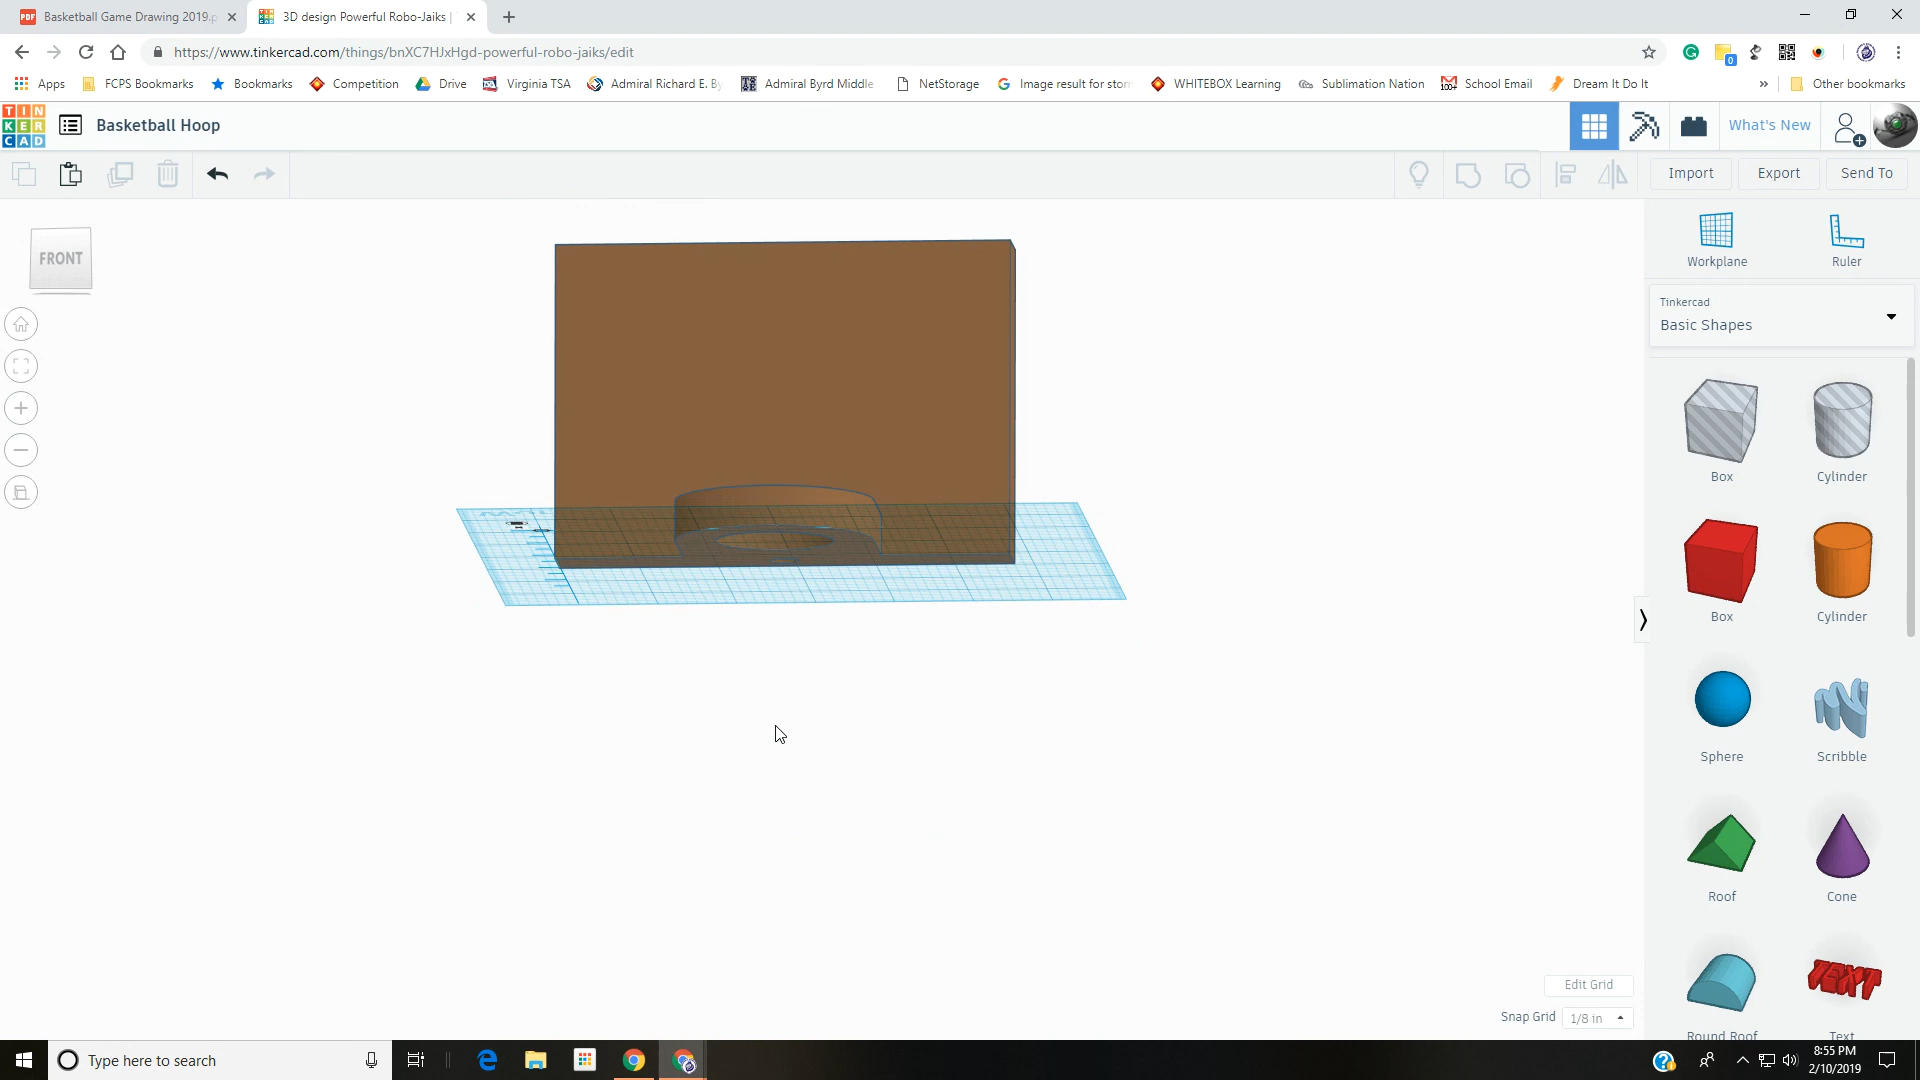 Basketball Game Drawing 2019.p
3D design Powerful Robo-Jaiks |
https://www.tinkercad.com/things/bnXC7HJxHgd-powerful-robo-jaiks/edit
0
Apps
FCPS Bookmarks
Bookmarks
Competition
Drive
Virginia TSA
Admiral Richard E. By
Admiral Byrd Middle
NetStorage
Image result for storm
WHITEBOX Learning
Sublimation Nation
School Email
Dream It Do It
»
Other bookmarks
TIN
KER
CAD
Basketball Hoop
What's New
Import
Export
Send To
FRONT
Workplane
Ruler
Tinkercad
Basic Shapes
Box
Cylinder
Box
Cylinder
Sphere
Scribble
Roof
Cone
TEXT
Round Roof
Text
Edit Grid
Snap Grid
1/8 in
Type here to search
8:55 PM
2/10/2019